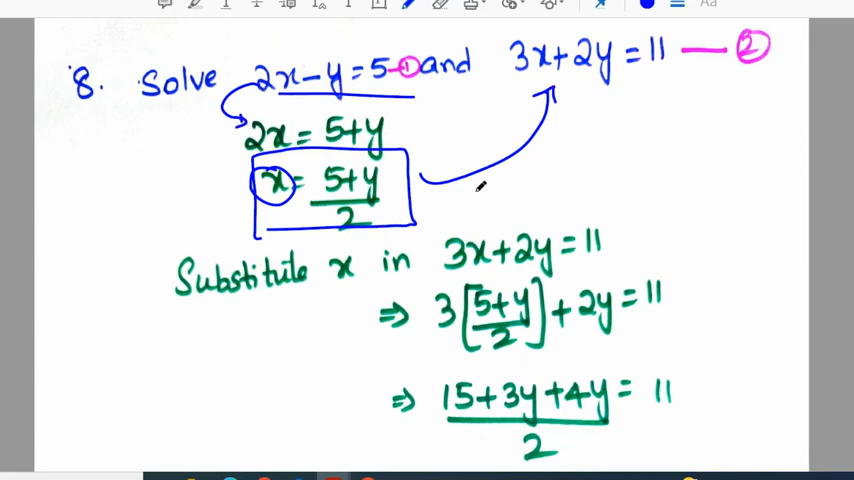 8. Solve 2x-y=5-① and 3x+2y=11 — ②
2x = 5+y
x = (5+y)/2
Substitute x in 3x+2y=11
⇒ 3[(5+y)/2]+2y=11
⇒ (15+3y+4y)/2 = 11